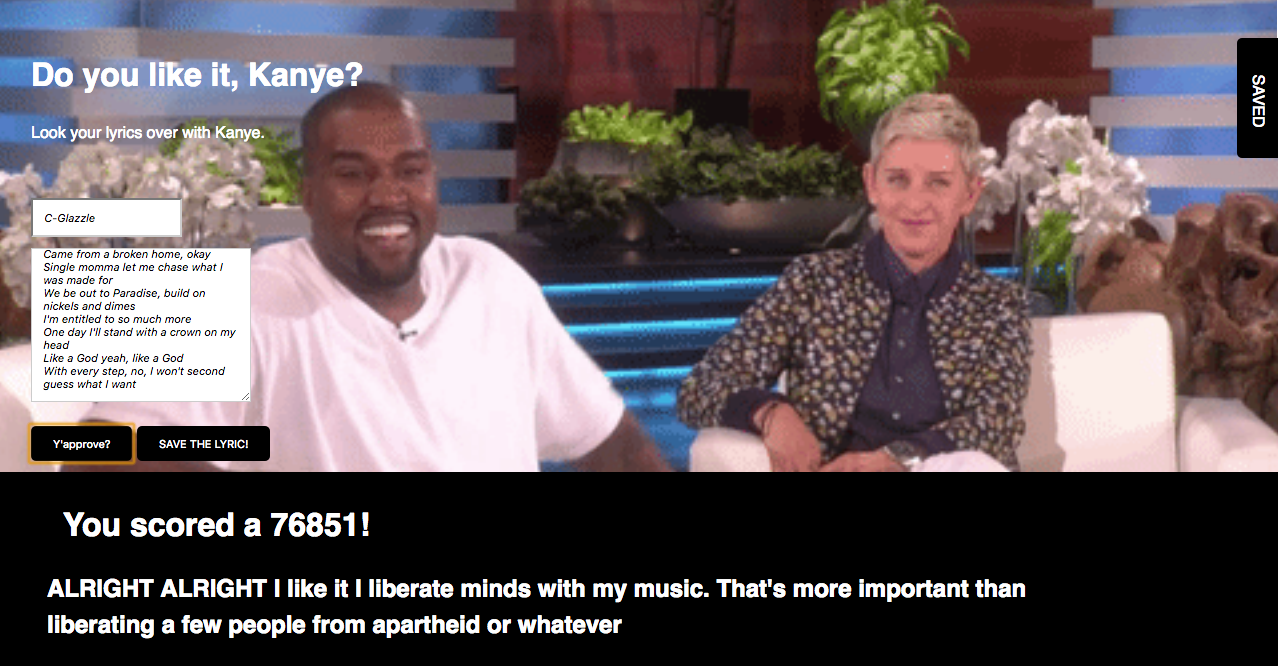 Do you like it, Kanye?
SAVED
Look your lyrics over with Kanye.
C-Glazzle
Came from a broken home, okay
Single momma let me chase what I
was made for
We be out to Paradise, build on
nickels and dimes
I'm entitled to so much more
One day I'll stand with a crown on my
head
Like a God yeah, like a God
With every step, no, I won't second
guess what I want
Y'approve?
SAVE THE LYRIC!
You scored a 76851!
ALRIGHT ALRIGHT I like it I liberate minds with my music. That's more important than
liberating a few people from apartheid or whatever